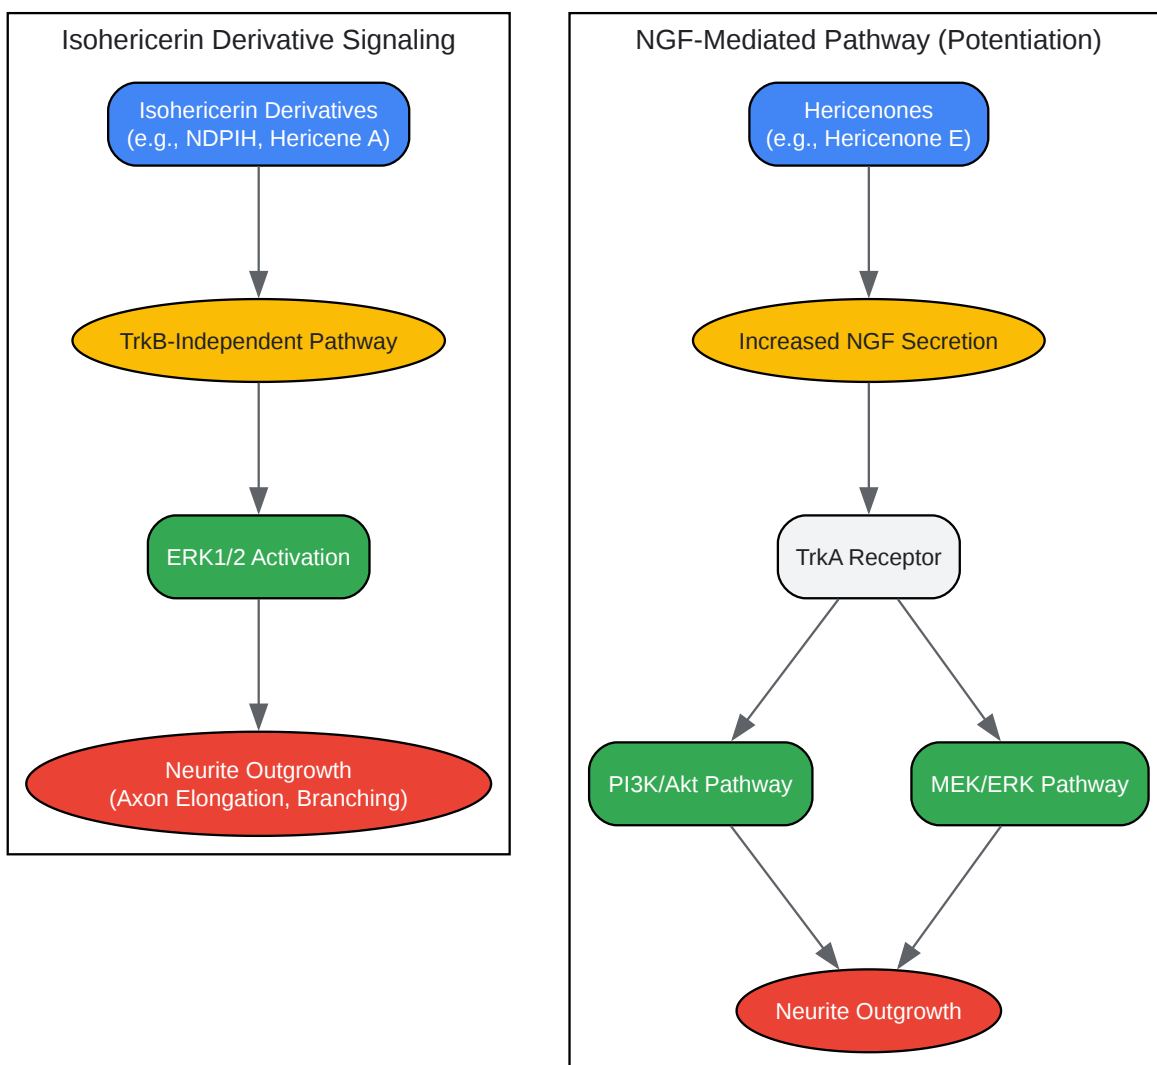 Isohericerin Derivative Signaling
Isohericerin Derivatives
(e.g., NDPIH, Hericene A)
TrkB-Independent Pathway
ERK1/2 Activation
Neurite Outgrowth
(Axon Elongation, Branching)
NGF-Mediated Pathway (Potentiation)
Hericenones
(e.g., Hericenone E)
Increased NGF Secretion
TrkA Receptor
PI3K/Akt Pathway
MEK/ERK Pathway
Neurite Outgrowth